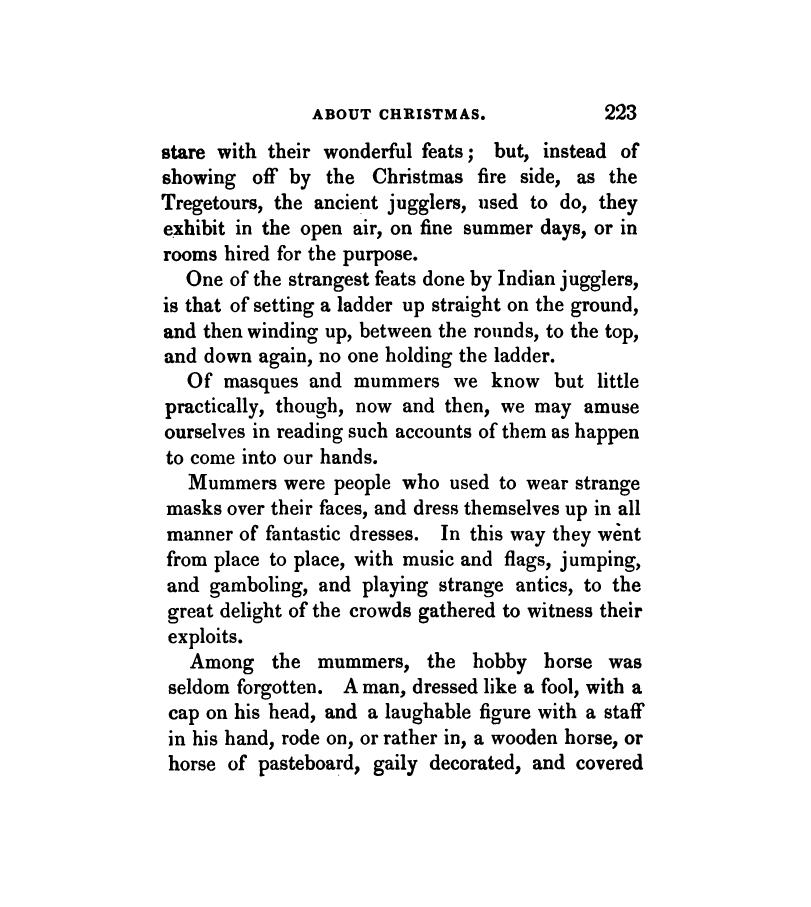 ABOUT CHRISTMAS. 223
stare with their wonderful feats; but, instead of
showing off by the Christmas fire side, as the
Tregetours, the ancient jugglers, used to do, they
exhibit in the open air, on fine summer days, or in
rooms hired for the purpose.
One of the strangest feats done by Indian jugglers,
is that of setting a ladder up straight on the ground,
and then winding up, between the rounds, to the top,
and down again, no one holding the ladder.
Of masques and mummers we know but little
practically, though, now and then, we may amuse
ourselves in reading such accounts of them as happen
to come into our hands.
Mummers were people who used to wear strange
masks over their faces, and dress themselves up in all
manner of fantastic dresses. In this way they went
from place to place, with music and flags, jumping,
and gamboling, and playing strange antics, to the
great delight of the crowds gathered to witness their
exploits.
Among the mummers, the hobby horse was
seldom forgotten. A man, dressed like a fool, with a
cap on his head, and a laughable figure with a staff
in his hand, rode on, or rather in, a wooden horse, or
horse of pasteboard, gaily decorated, and covered